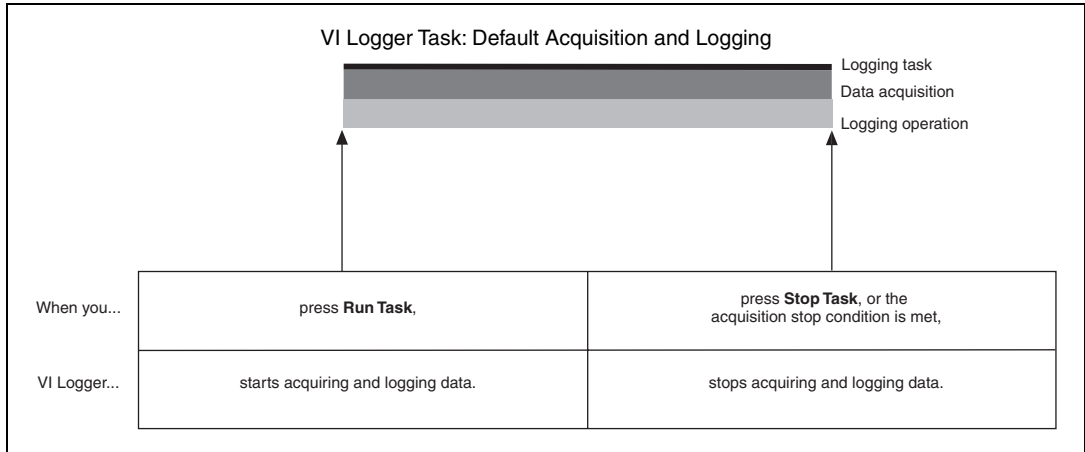 VI Logger Task: Default Acquisition and Logging
Logging task
Data acquisition
Logging operation
When you...
press Run Task,
press Stop Task, or the
acquisition stop condition is met,
VI Logger...
starts acquiring and logging data.
stops acquiring and logging data.